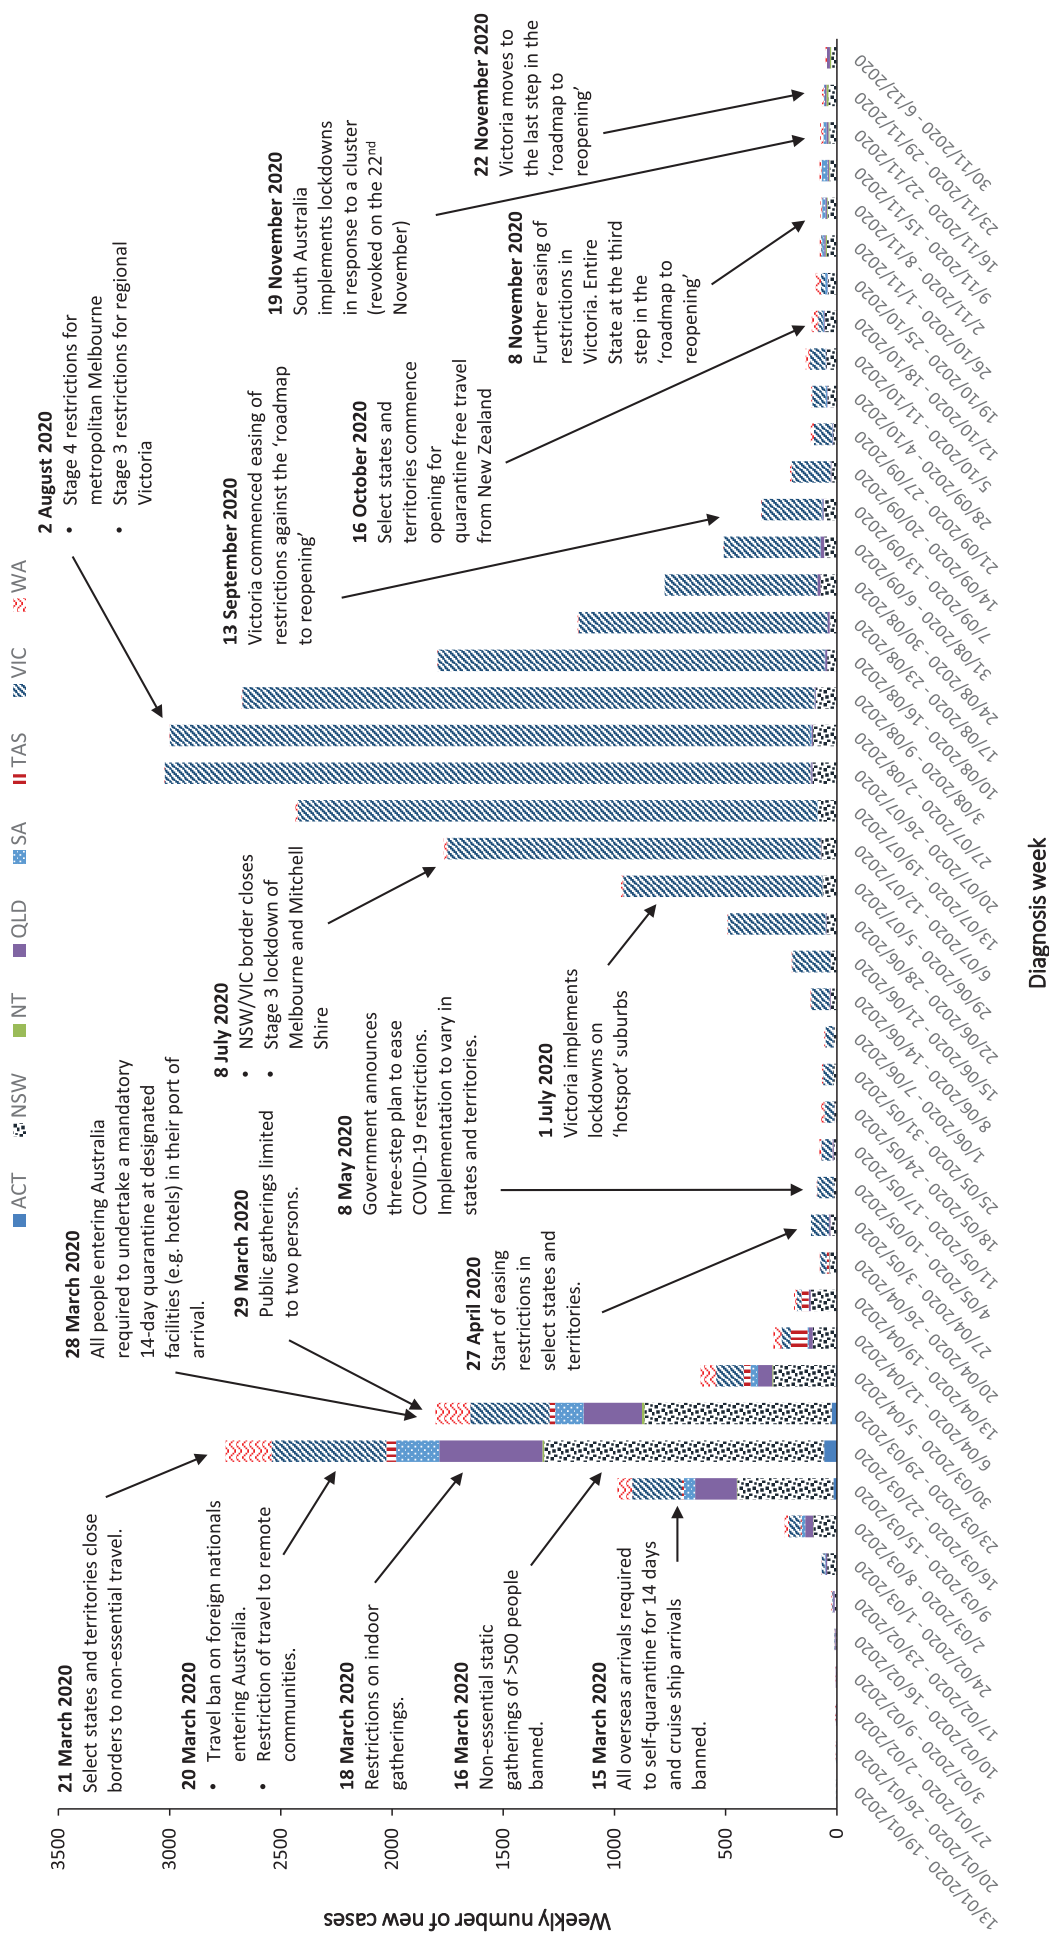 ACT
NSW
NT
QLD
SA
TAS
VIC
WA
Weekly number of new cases
3500
3000
2500
2000
1500
1000
500
0
21 March 2020
Select states and territories close
borders to non-essential travel.
20 March 2020
• Travel ban on foreign nationals
entering Australia.
• Restriction of travel to remote
communities.
18 March 2020
Restrictions on indoor
gatherings.
16 March 2020
Non-essential static
gatherings of >500 people
banned.
15 March 2020
All overseas arrivals required
to self-quarantine for 14 days
and cruise ship arrivals
banned.
28 March 2020
All people entering Australia
required to undertake a mandatory
14-day quarantine at designated
facilities (e.g. hotels) in their port of
arrival.
29 March 2020
Public gatherings limited
to two persons.
27 April 2020
Start of easing
restrictions in
select states and
territories.
8 May 2020
Government announces
three-step plan to ease
COVID-19 restrictions.
Implementation to vary in
states and territories.
1 July 2020
Victoria implements
lockdowns on
‘hotspot’ suburbs
8 July 2020
• NSW/VIC border closes
• Stage 3 lockdown of
Melbourne and Mitchell
Shire
2 August 2020
• Stage 4 restrictions for
metropolitan Melbourne
• Stage 3 restrictions for regional
Victoria
13 September 2020
Victoria commenced easing of
restrictions against the ‘roadmap
to reopening’
16 October 2020
Select states and
territories commence
opening for
quarantine free travel
from New Zealand
8 November 2020
Further easing of
restrictions in
Victoria. Entire
State at the third
step in the
‘roadmap to
reopening’
19 November 2020
South Australia
implements lockdowns
in response to a cluster
(revoked on the 22nd
November)
22 November 2020
Victoria moves to
the last step in the
‘roadmap to
reopening’
13/01/2020 - 19/01/2020
20/01/2020 - 26/01/2020
27/01/2020 - 2/02/2020
3/02/2020 - 9/02/2020
10/02/2020 - 16/02/2020
17/02/2020 - 23/02/2020
24/02/2020 - 1/03/2020
2/03/2020 - 8/03/2020
9/03/2020 - 15/03/2020
16/03/2020 - 22/03/2020
23/03/2020 - 29/03/2020
30/03/2020 - 5/04/2020
6/04/2020 - 12/04/2020
13/04/2020 - 19/04/2020
20/04/2020 - 26/04/2020
27/04/2020 - 3/05/2020
4/05/2020 - 10/05/2020
11/05/2020 - 17/05/2020
18/05/2020 - 24/05/2020
25/05/2020 - 31/05/2020
1/06/2020 - 7/06/2020
8/06/2020 - 14/06/2020
15/06/2020 - 21/06/2020
22/06/2020 - 28/06/2020
29/06/2020 - 5/07/2020
6/07/2020 - 12/07/2020
13/07/2020 - 19/07/2020
20/07/2020 - 26/07/2020
27/07/2020 - 2/08/2020
3/08/2020 - 9/08/2020
10/08/2020 - 16/08/2020
17/08/2020 - 23/08/2020
24/08/2020 - 30/08/2020
31/08/2020 - 6/09/2020
7/09/2020 - 13/09/2020
14/09/2020 - 20/09/2020
21/09/2020 - 27/09/2020
28/09/2020 - 4/10/2020
5/10/2020 - 11/10/2020
12/10/2020 - 18/10/2020
19/10/2020 - 25/10/2020
26/10/2020 - 1/11/2020
2/11/2020 - 8/11/2020
9/11/2020 - 15/11/2020
16/11/2020 - 22/11/2020
23/11/2020 - 29/11/2020
30/11/2020 - 6/12/2020
Diagnosis week